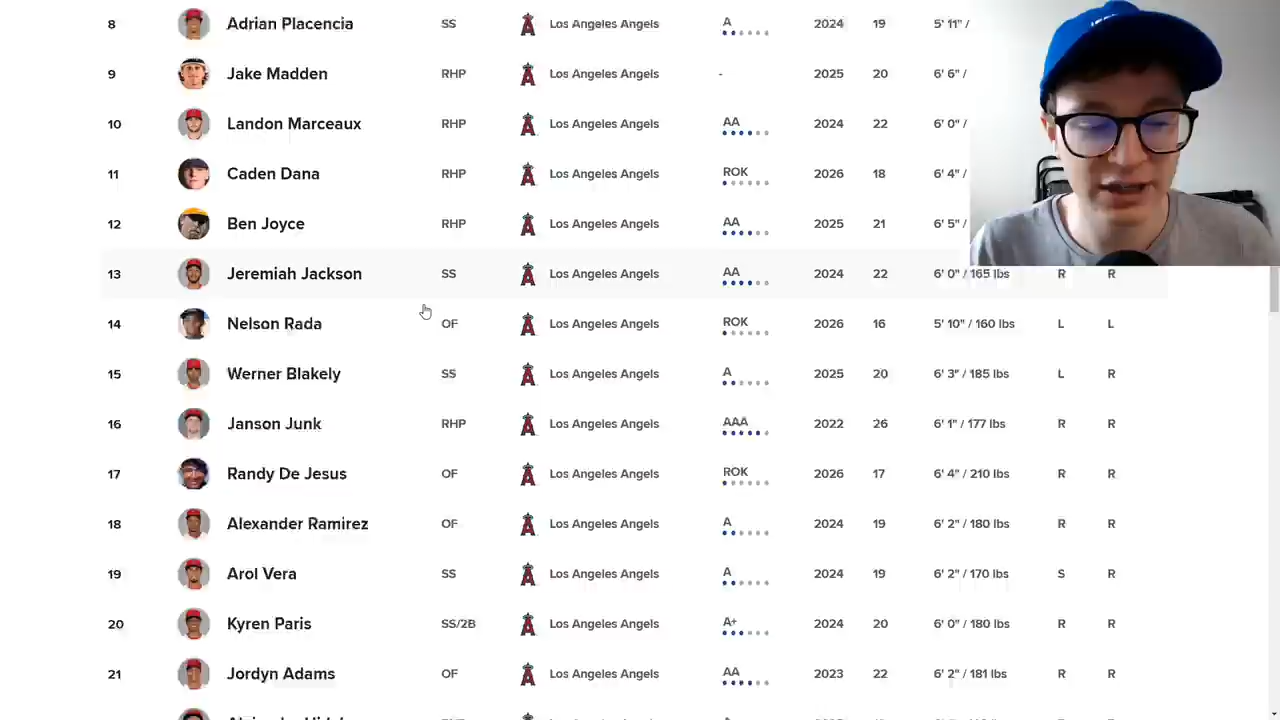 8 Adrian Placencia SS Los Angeles Angels A 2024 19 5' 11" /
9 Jake Madden RHP Los Angeles Angels - 2025 20 6' 6" /
10 Landon Marceaux RHP Los Angeles Angels AA 2024 22 6' 0" /
11 Caden Dana RHP Los Angeles Angels ROK 2026 18 6' 4" /
12 Ben Joyce RHP Los Angeles Angels AA 2025 21 6' 5" /
13 Jeremiah Jackson SS Los Angeles Angels AA 2024 22 6' 0" / 165 lbs R R
14 Nelson Rada OF Los Angeles Angels ROK 2026 16 5' 10" / 160 lbs L L
15 Werner Blakely SS Los Angeles Angels A 2025 20 6' 3" / 185 lbs L R
16 Janson Junk RHP Los Angeles Angels AAA 2022 26 6' 1" / 177 lbs R R
17 Randy De Jesus OF Los Angeles Angels ROK 2026 17 6' 4" / 210 lbs R R
18 Alexander Ramirez OF Los Angeles Angels A 2024 19 6' 2" / 180 lbs R R
19 Arol Vera SS Los Angeles Angels A 2024 19 6' 2" / 170 lbs S R
20 Kyren Paris SS/2B Los Angeles Angels A+ 2024 20 6' 0" / 180 lbs R R
21 Jordyn Adams OF Los Angeles Angels AA 2023 22 6' 2" / 181 lbs R R